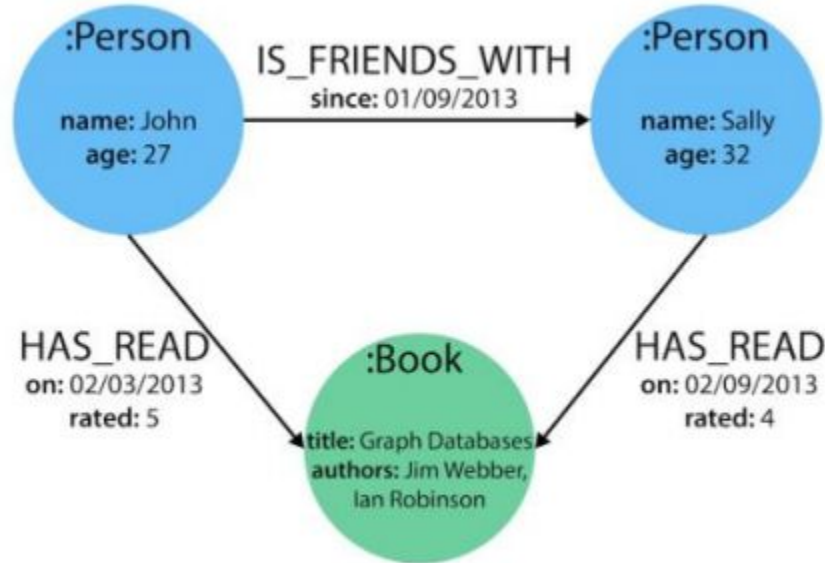 :Person
name: John
age: 27
IS_FRIENDS_WITH
since: 01/09/2013
:Person
name: Sally
age: 32
HAS_READ
on: 02/03/2013
rated: 5
:Book
title: Graph Databases
authors: Jim Webber,
Ian Robinson
HAS_READ
on: 02/09/2013
rated: 4